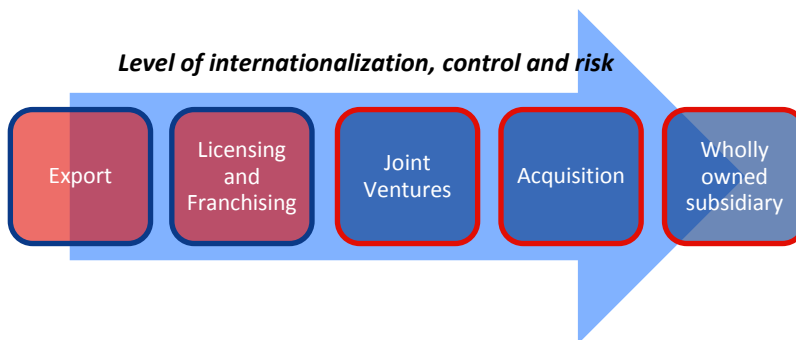 Level of internationalization, control and risk
Export
Licensing
and
Franchising
Joint
Ventures
Acquisition
Wholly
owned
subsidiary